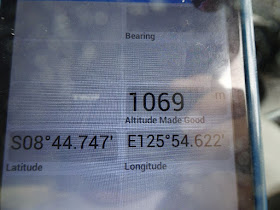 Bearing
1069 m
Altitude Made Good
S08°44.747' E125°54.622'
Latitude Longitude